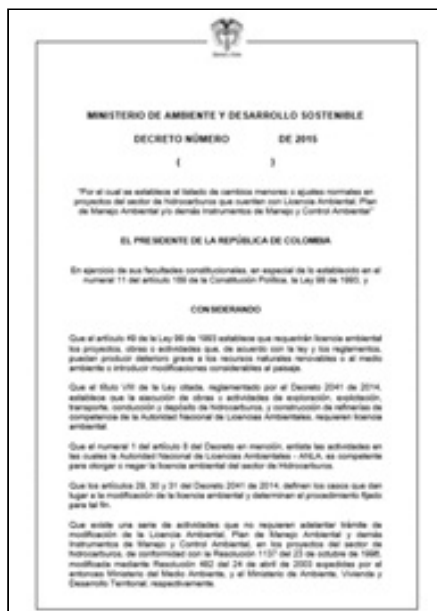 MINISTERIO DE AMBIENTE Y DESARROLLO SOSTENIBLE
DECRETO NÚMERO DE 2015
( )
"Por el cual se establece el listado de cambios menores o ajustes normales en
proyectos del sector de hidrocarburos que cuenten con Licencia Ambiental, Plan
de Manejo Ambiental y/o demás Instrumentos de Manejo y Control Ambiental"
EL PRESIDENTE DE LA REPÚBLICA DE COLOMBIA
En ejercicio de sus facultades constitucionales, en especial de lo establecido en el
numeral 11 del artículo 189 de la Constitución Política, la Ley 99 de 1993, y
CONSIDERANDO
Que el artículo 49 de la Ley 99 de 1993 establece que requerirán licencia ambiental
los proyectos, obras o actividades que, de acuerdo con la ley y los reglamentos,
puedan producir deterioro grave a los recursos naturales renovables o al medio
ambiente o introducir modificaciones considerables al paisaje.
Que el título VIII de la Ley citada, reglamentado por el Decreto 2041 de 2014,
establece que la ejecución de obras o actividades de exploración, explotación,
transporte, conducción y depósito de hidrocarburos, y construcción de refinerías de
competencia de la Autoridad Nacional de Licencias Ambientales, requieren licencia
ambiental.
Que el numeral 1 del artículo 8 del Decreto en mención, enlista las actividades en
las cuales la Autoridad Nacional de Licencias Ambientales - ANLA, es competente
para otorgar o negar la licencia ambiental del sector de Hidrocarburos.
Que los artículos 29, 30 y 31 del Decreto 2041 de 2014, definen los casos que dan
lugar a la modificación de la licencia ambiental y determinan el procedimiento fijado
para tal fin.
Que existe una serie de actividades que no requieren adelantar trámite de
modificación de la Licencia Ambiental, Plan de Manejo Ambiental y demás
Instrumentos de Manejo y Control Ambiental, en los proyectos del sector de
hidrocarburos, de conformidad con la Resolución 1137 del 23 de octubre de 1996,
modificada mediante Resolución 482 del 24 de abril de 2003 expedidas por el
entonces Ministerio del Medio Ambiente, y el Ministerio de Ambiente, Vivienda y
Desarrollo Territorial, respectivamente.